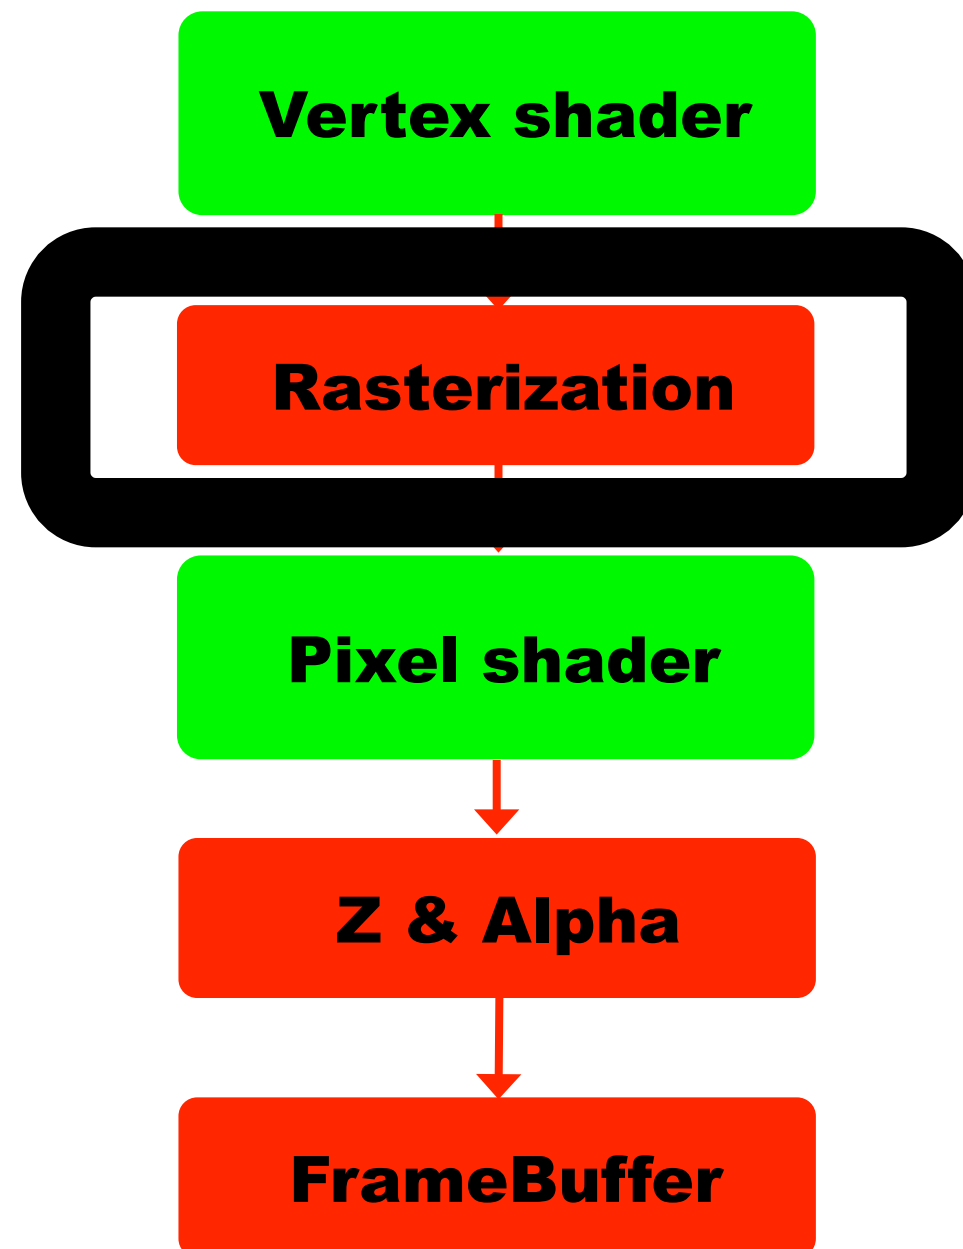 Vertex shader
Rasterization
Pixel shader
Z & Alpha
FrameBuffer